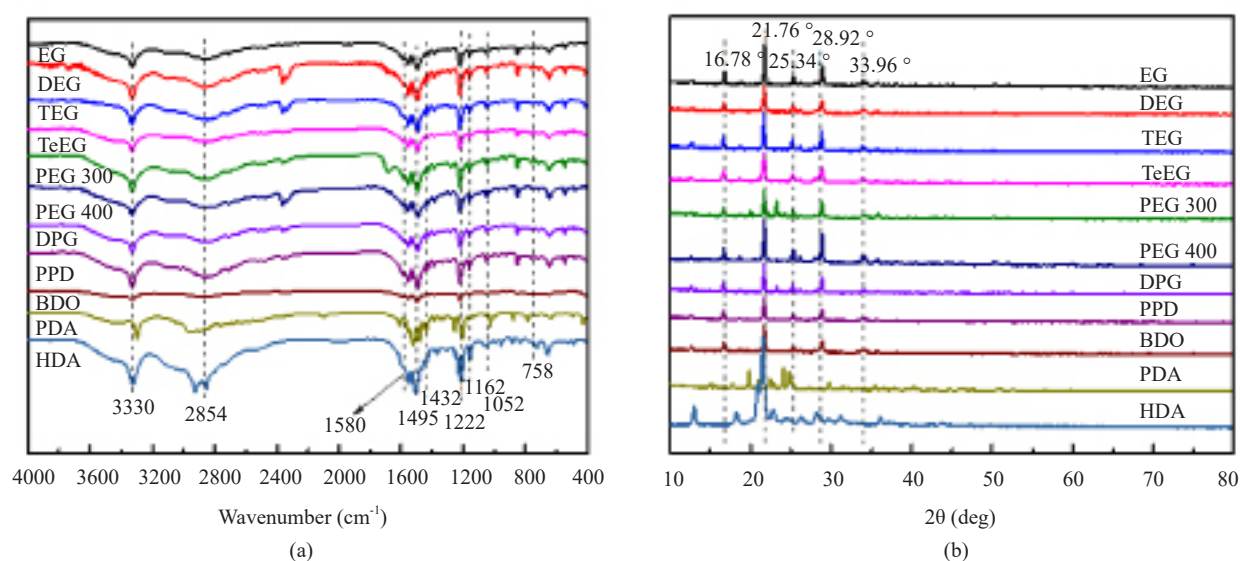 EG
DEG
TEG
TeEG
PEG 300
PEG 400
DPG
PPD
BDO
PDA
HDA
3330
2854
1580
1495
1432
1222
1162
1052
758
4000 3400 2800 2000 1600 1200 800 400
Wavenumber (cm⁻¹)
(a)
21.76 °
16.78 °
25.34 °
28.92 °
33.96 °
EG
DEG
TEG
TeEG
PEG 300
PEG 400
DPG
PPD
BDO
PDA
HDA
10 20 30 40 50 60 70 80
2θ (deg)
(b)